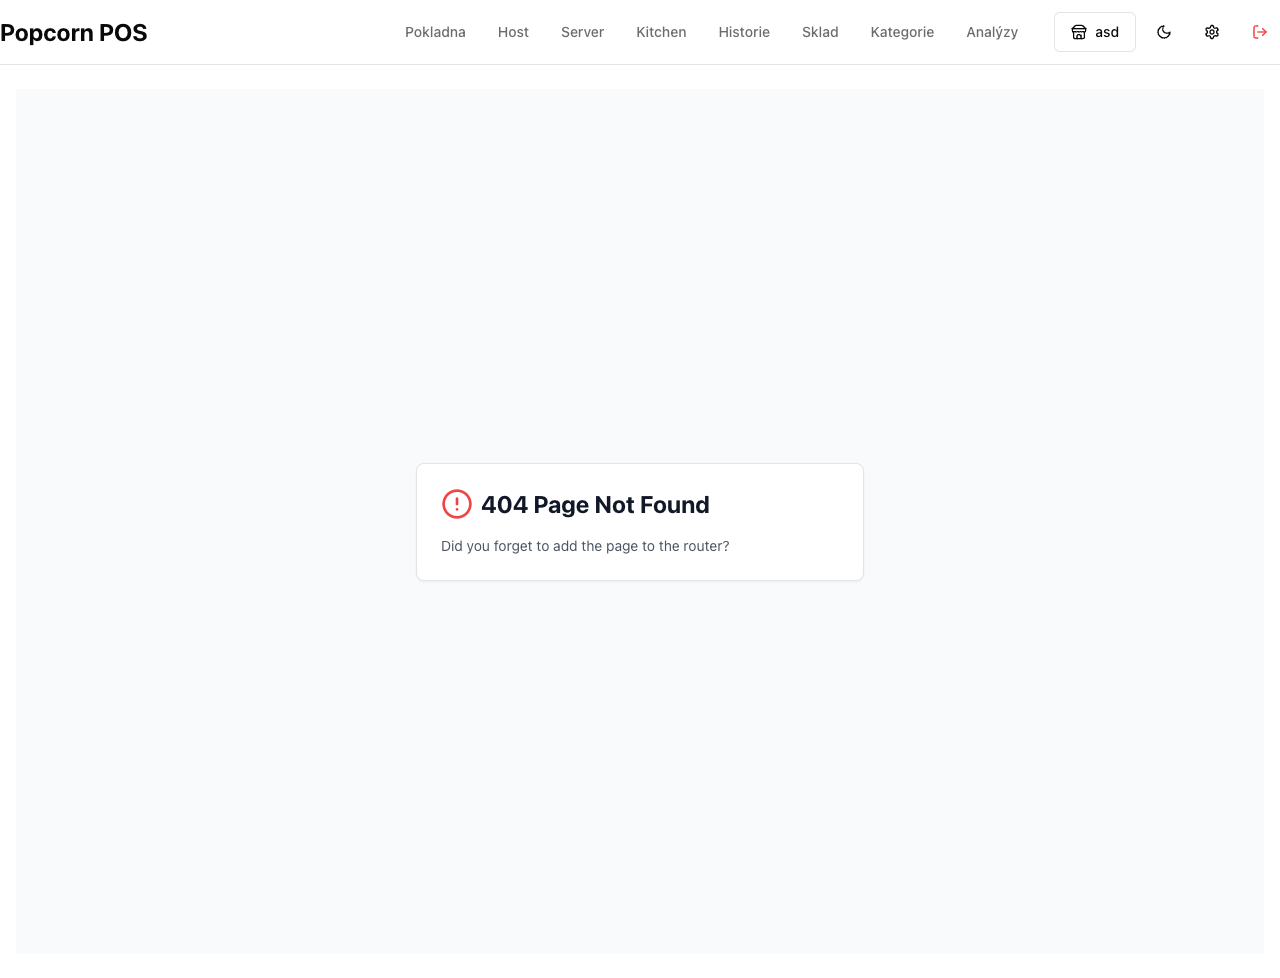 Popcorn POS
Pokladna Host Server Kitchen Historie Sklad Kategorie Analýzy asd
404 Page Not Found
Did you forget to add the page to the router?